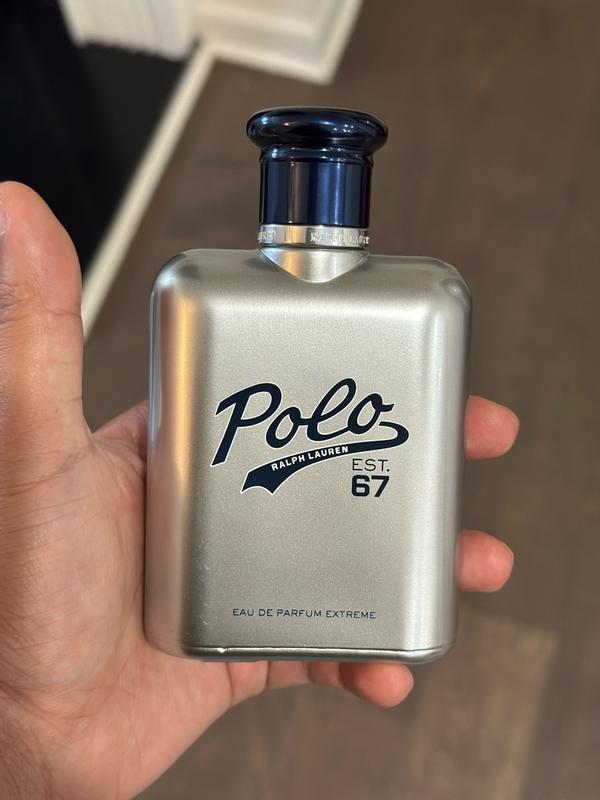 Polo
RALPH LAUREN
EST.
67
EAU DE PARFUM EXTREME